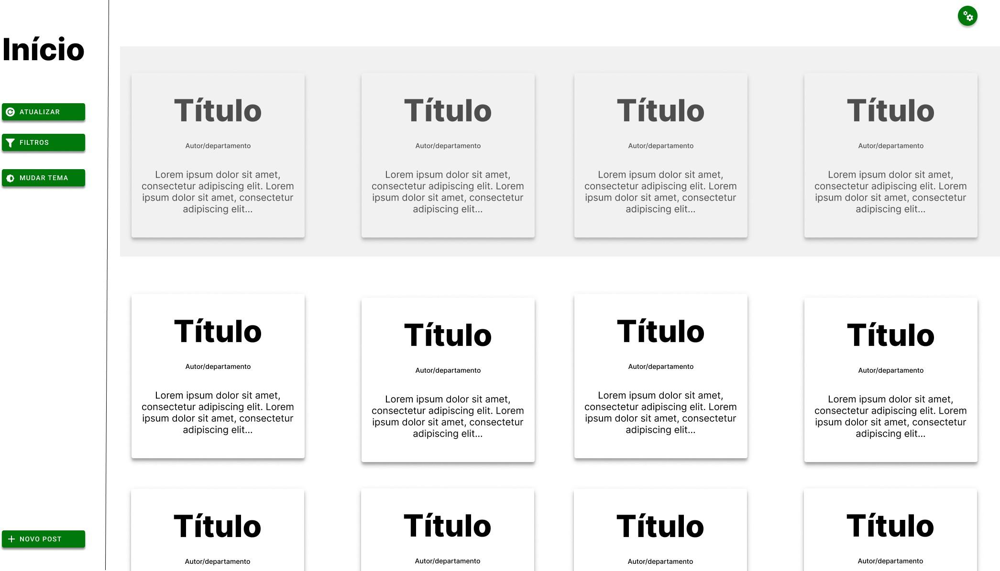 Início
ATUALIZAR
FILTROS
MUDAR TEMA
NOVO POST
Título
Autor/departamento
Lorem ipsum dolor sit amet,
consectetur adipiscing elit. Lorem
ipsum dolor sit amet, consectetur
adipiscing elit...
Título
Autor/departamento
Lorem ipsum dolor sit amet,
consectetur adipiscing elit. Lorem
ipsum dolor sit amet, consectetur
adipiscing elit...
Título
Autor/departamento
Lorem ipsum dolor sit amet,
consectetur adipiscing elit. Lorem
ipsum dolor sit amet, consectetur
adipiscing elit...
Título
Autor/departamento
Lorem ipsum dolor sit amet,
consectetur adipiscing elit. Lorem
ipsum dolor sit amet, consectetur
adipiscing elit...
Título
Autor/departamento
Lorem ipsum dolor sit amet,
consectetur adipiscing elit. Lorem
ipsum dolor sit amet, consectetur
adipiscing elit...
Título
Autor/departamento
Lorem ipsum dolor sit amet,
consectetur adipiscing elit. Lorem
ipsum dolor sit amet, consectetur
adipiscing elit...
Título
Autor/departamento
Lorem ipsum dolor sit amet,
consectetur adipiscing elit. Lorem
ipsum dolor sit amet, consectetur
adipiscing elit...
Título
Autor/departamento
Lorem ipsum dolor sit amet,
consectetur adipiscing elit. Lorem
ipsum dolor sit amet, consectetur
adipiscing elit...
Título
Autor/departamento
Título
Autor/departamento
Título
Autor/departamento
Título
Autor/departamento